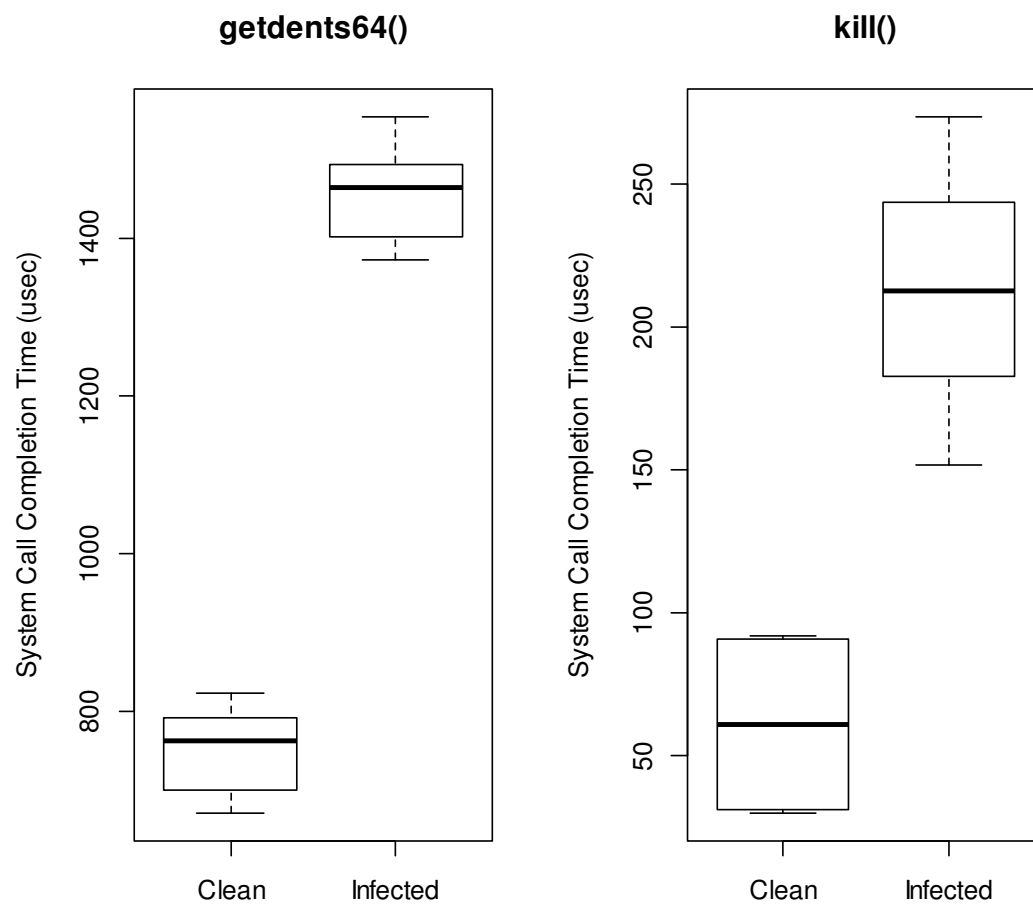 getdents64()
System Call Completion Time (usec)
1400
1200
1000
800
Clean Infected
kill()
System Call Completion Time (usec)
250
200
150
100
50
Clean Infected